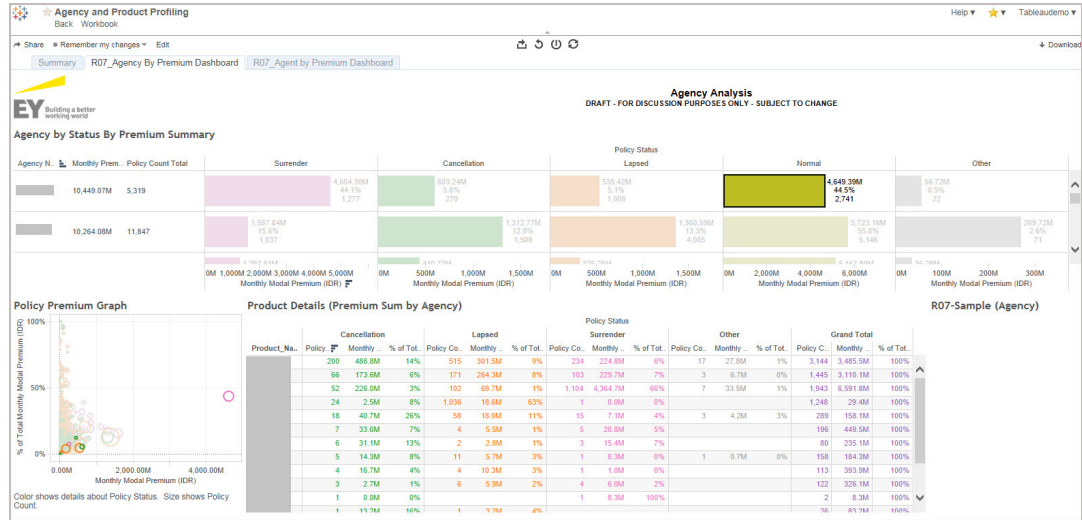 Agency and Product Profiling
Back Workbook
Help Tableaudemo
Share Remember my changes Edit
Download
Summary R07_Agency By Premium Dashboard R07_Agent by Premium Dashboard
EY Building a better
working world
Agency Analysis
DRAFT - FOR DISCUSSION PURPOSES ONLY - SUBJECT TO CHANGE
Agency by Status By Premium Summary
Policy Status
Agency N.. Monthly Prem.. Policy Count Total Surrender Cancellation Lapsed Normal Other
10,449.07M 5,319
4,604.30M 603.24M 535.42M 4,649.39M 56.72M
44.1% 5.8% 5.1% 44.5% 0.5%
1,277 270 1,009 2,741 22
10,264.08M 11,847
1,597.84M 1,312.77M 1,360.59M 5,723.16M 269.72M
15.6% 12.8% 13.3% 55.8% 2.6%
1,037 1,508 4,085 5,146 71
0M 1,000M 2,000M 3,000M 4,000M 5,000M 0M 500M 1,000M 1,500M 0M 500M 1,000M 1,500M 0M 2,000M 4,000M 6,000M 0M 100M 200M 300M
Monthly Modal Premium (IDR) Monthly Modal Premium (IDR) Monthly Modal Premium (IDR) Monthly Modal Premium (IDR) Monthly Modal Premium (IDR)
Policy Premium Graph
% of Total Monthly Modal Premium (IDR)
100%
50%
0%
0.00M 2,000.00M 4,000.00M
Monthly Modal Premium (IDR)
Color shows details about Policy Status. Size shows Policy
Count.
Product Details (Premium Sum by Agency)
Policy Status
Cancellation Lapsed Surrender Other Grand Total
Product_Na.. Policy.. Monthly .. % of Tot.. Policy Co.. Monthly .. % of Tot.. Policy Co.. Monthly .. % of Tot.. Policy Co.. Monthly .. % of Tot.. Policy C.. Monthly .. % of Tot..
200 486.8M 14% 515 301.5M 9% 234 224.8M 6% 17 27.8M 1% 3,144 3,485.5M 100%
66 173.6M 6% 171 264.3M 8% 103 229.7M 7% 3 6.7M 0% 1,445 3,110.1M 100%
52 226.0M 3% 102 69.7M 1% 1,104 4,364.7M 66% 7 33.5M 1% 1,943 6,591.8M 100%
24 2.5M 8% 1,036 18.6M 63% 1 0.0M 0% 1,248 29.4M 100%
18 40.7M 26% 58 18.0M 11% 15 7.1M 4% 3 4.2M 3% 289 158.1M 100%
7 33.6M 7% 4 5.5M 1% 5 20.8M 5% 196 449.5M 100%
6 31.1M 13% 2 2.8M 1% 3 15.4M 7% 80 235.1M 100%
5 14.3M 8% 11 5.7M 3% 1 0.3M 0% 1 0.7M 0% 158 184.3M 100%
4 16.7M 4% 4 10.3M 3% 1 1.0M 0% 113 393.9M 100%
3 2.7M 1% 6 5.9M 2% 4 6.0M 2% 122 326.1M 100%
1 0.0M 0% 1 8.3M 100% 2 8.3M 100%
1 13.2M 16% 1 3.2M 4% 26 83.2M 100%
R07-Sample (Agency)